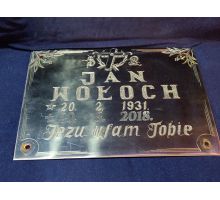 JAN
WOŁOCH
* 20. 2. 1931.
2018.
Jezu ufam Tobie